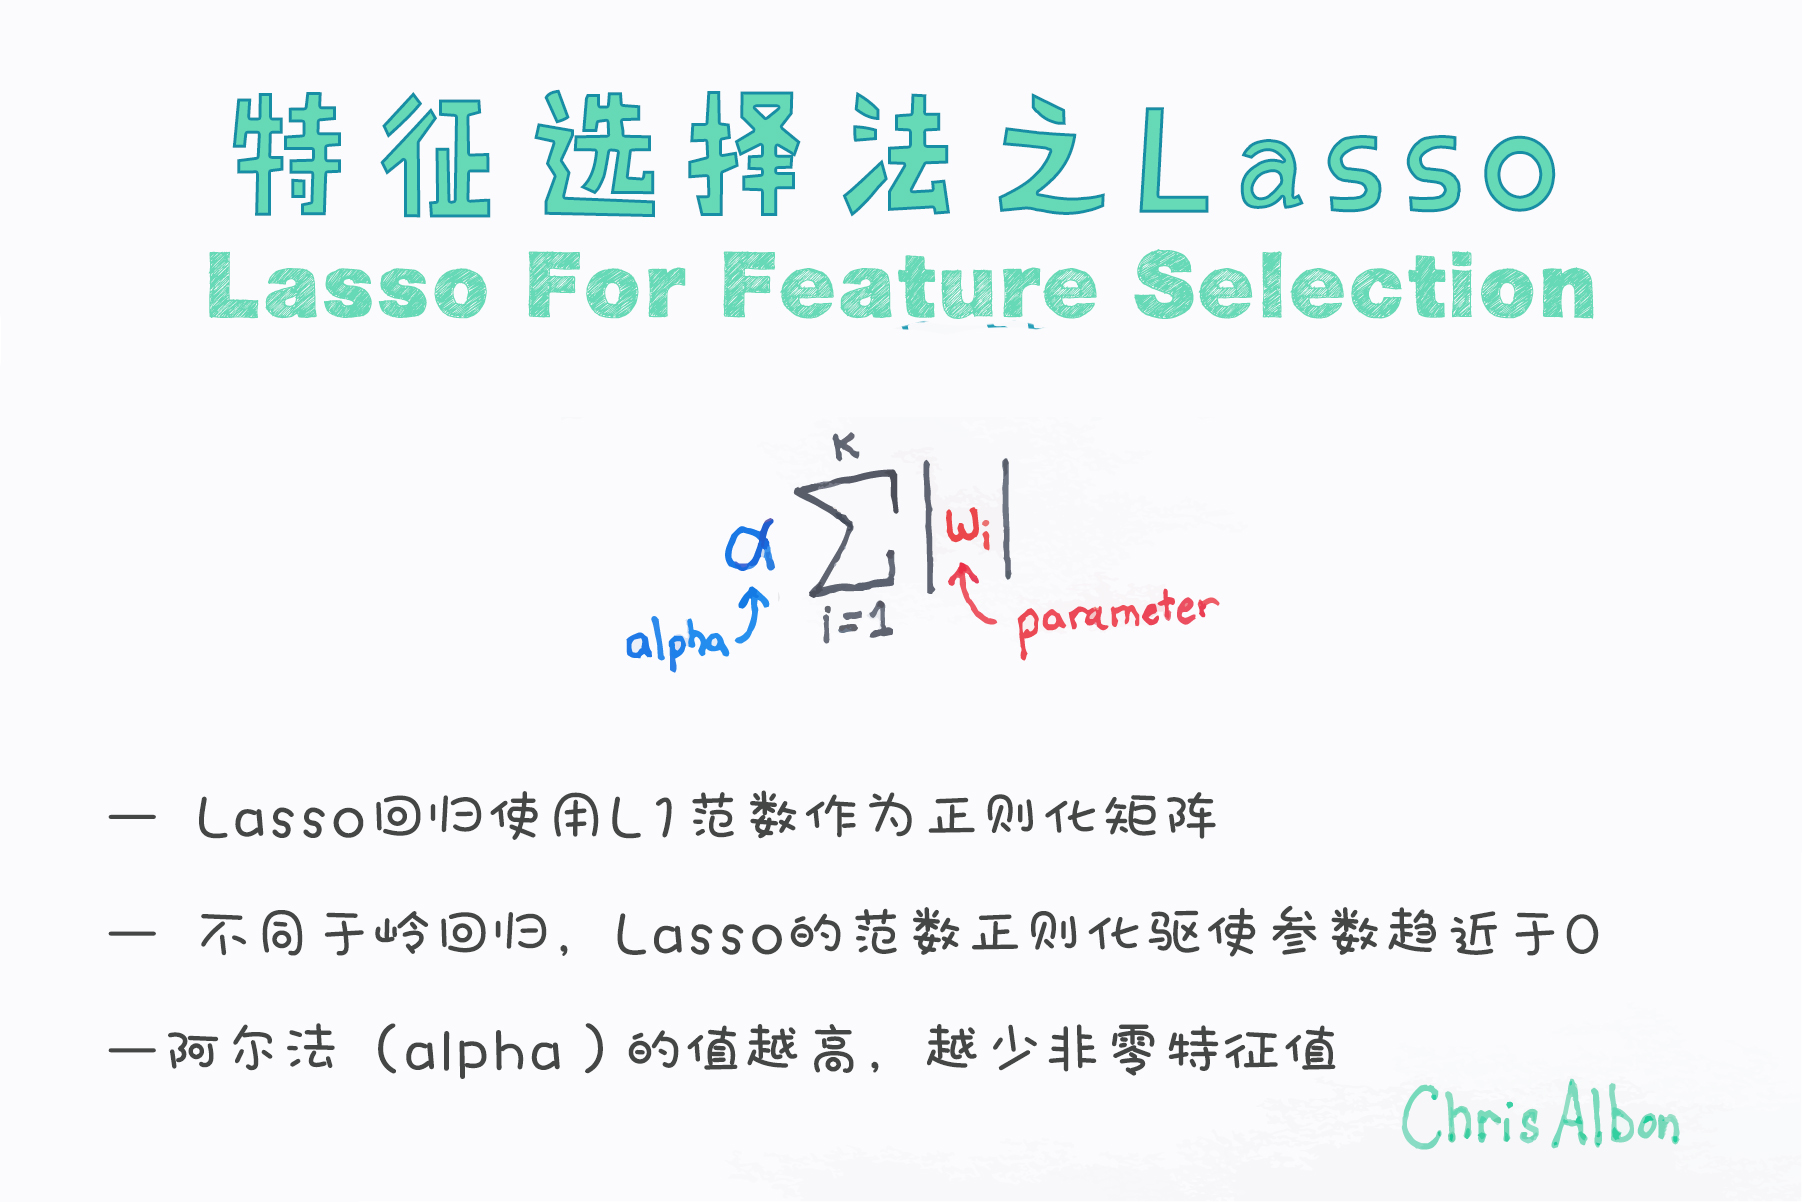 特征选择法之Lasso
Lasso For Feature Selection
K
α Σ |wi|
i=1
alpha
parameter
— Lasso回归使用L1范数作为正则化矩阵
— 不同于岭回归，Lasso的范数正则化驱使参数趋近于0
—阿尔法（alpha）的值越高，越少非零特征值
Chris Albon